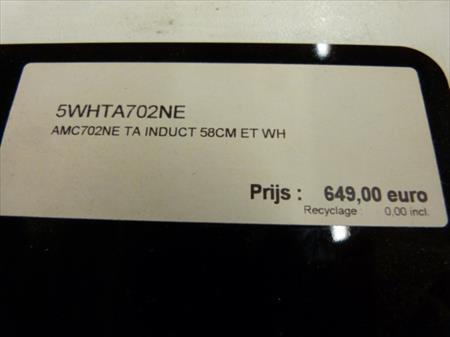 5WHTA702NE
AMC702NE TA INDUCT 58CM ET WH
Prijs : 649,00 euro
Recyclage : 0,00 incl.